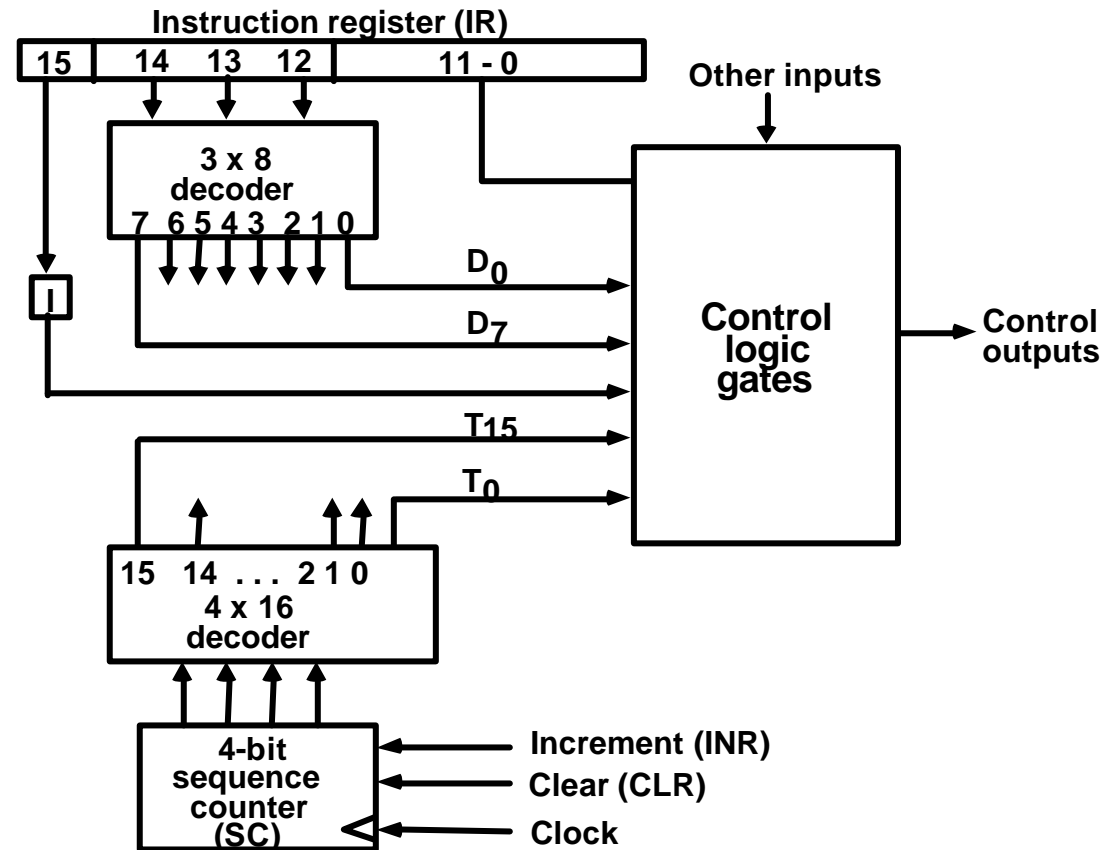 Instruction register (IR)
15 14 13 12 11 - 0
Other inputs
3 x 8
decoder
7 6 5 4 3 2 1 0
D0
I
D7
Control
logic
gates
Control
outputs
T15
T0
15 14 . . . 2 1 0
4 x 16
decoder
4-bit
sequence
counter
(SC)
Increment (INR)
Clear (CLR)
Clock